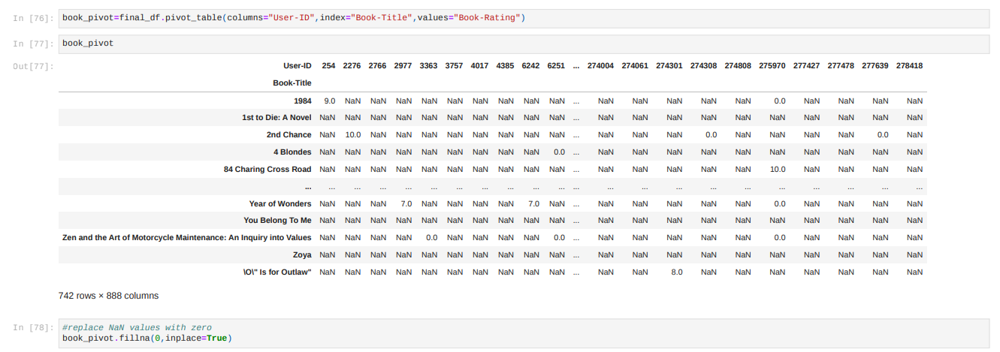 In [76]: book_pivot=final_df.pivot_table(columns="User-ID",index="Book-Title",values="Book-Rating")
In [77]: book_pivot
Out[77]: User-ID 254 2276 2766 2977 3363 3757 4017 4385 6242 6251 ... 274004 274061 274301 274308 274808 275970 277427 277478 277639 278418
Book-Title
1984 9.0 NaN NaN NaN NaN NaN NaN NaN NaN NaN ... NaN NaN NaN NaN NaN 0.0 NaN NaN NaN NaN
1st to Die: A Novel NaN NaN NaN NaN NaN NaN NaN NaN NaN NaN ... NaN NaN NaN NaN NaN NaN NaN NaN NaN NaN
2nd Chance NaN 10.0 NaN NaN NaN NaN NaN NaN NaN NaN ... NaN NaN NaN 0.0 NaN NaN NaN NaN 0.0 NaN
4 Blondes NaN NaN NaN NaN NaN NaN NaN NaN NaN 0.0 ... NaN NaN NaN NaN NaN NaN NaN NaN NaN NaN
84 Charing Cross Road NaN NaN NaN NaN NaN NaN NaN NaN NaN NaN ... NaN NaN NaN NaN NaN 10.0 NaN NaN NaN NaN
... ... ... ... ... ... ... ... ... ... ... ... ... ... ... ... ... ... ... ... ... ...
Year of Wonders NaN NaN NaN 7.0 NaN NaN NaN NaN 7.0 NaN ... NaN NaN NaN NaN NaN 0.0 NaN NaN NaN NaN
You Belong To Me NaN NaN NaN NaN NaN NaN NaN NaN NaN NaN ... NaN NaN NaN NaN NaN NaN NaN NaN NaN NaN
Zen and the Art of Motorcycle Maintenance: An Inquiry into Values NaN NaN NaN NaN 0.0 NaN NaN NaN NaN 0.0 ... NaN NaN NaN NaN NaN 0.0 NaN NaN NaN NaN
Zoya NaN NaN NaN NaN NaN NaN NaN NaN NaN NaN ... NaN NaN NaN NaN NaN NaN NaN NaN NaN NaN
\O\" Is for Outlaw" NaN NaN NaN NaN NaN NaN NaN NaN NaN NaN ... NaN NaN 8.0 NaN NaN NaN NaN NaN NaN NaN
742 rows × 888 columns
In [78]: #replace NaN values with zero
book_pivot.fillna(0,inplace=True)